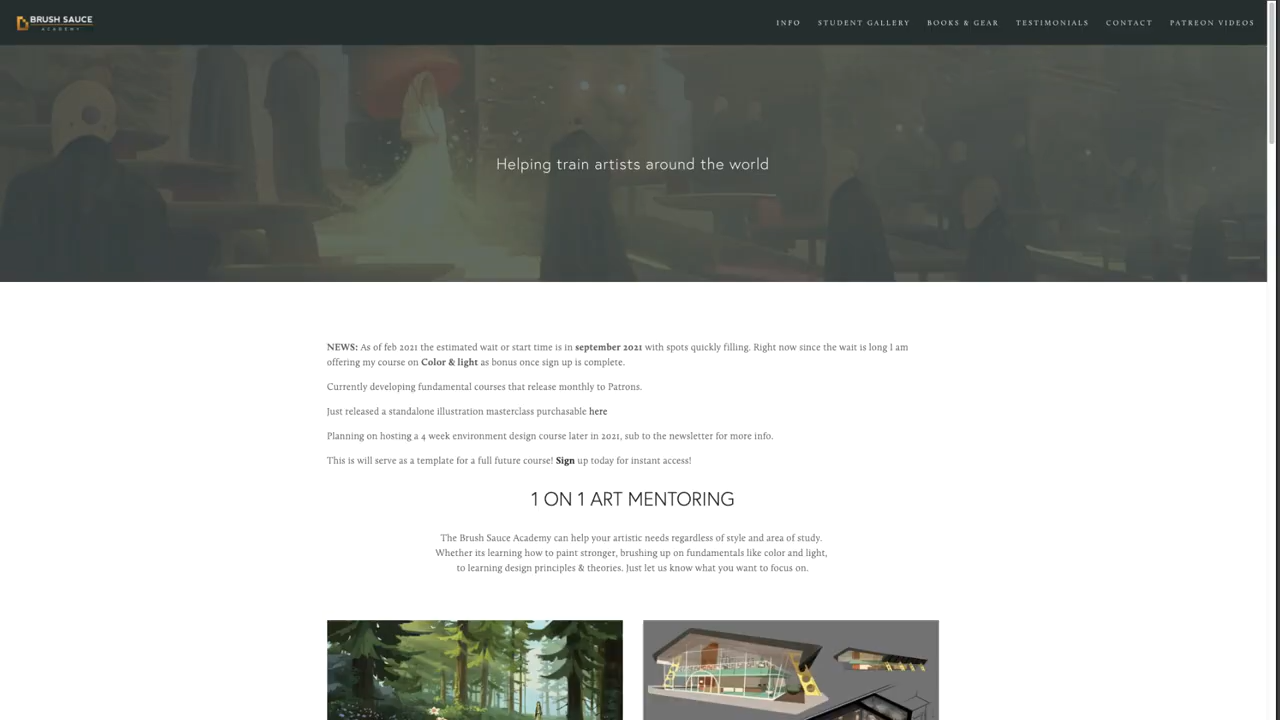 BRUSH SAUCE
ACADEMY
INFO STUDENT GALLERY BOOKS & GEAR TESTIMONIALS CONTACT PATREON VIDEOS
Helping train artists around the world
NEWS: As of feb 2021 the estimated wait or start time is in september 2021 with spots quickly filling. Right now since the wait is long I am
offering my course on Color & light as bonus once sign up is complete.
Currently developing fundamental courses that release monthly to Patrons.
Just released a standalone illustration masterclass purchasable here
Planning on hosting a 4 week environment design course later in 2021, sub to the newsletter for more info.
This is will serve as a template for a full future course! Sign up today for instant access!
1 ON 1 ART MENTORING
The Brush Sauce Academy can help your artistic needs regardless of style and area of study.
Whether its learning how to paint stronger, brushing up on fundamentals like color and light,
to learning design principles & theories. Just let us know what you want to focus on.